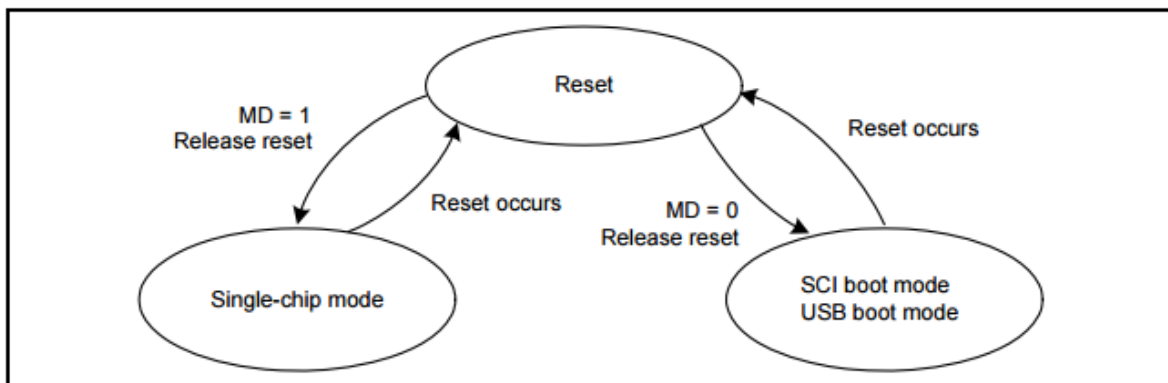 Reset
MD = 1
Release reset
Reset occurs
Reset occurs
MD = 0
Release reset
Single-chip mode
SCI boot mode
USB boot mode